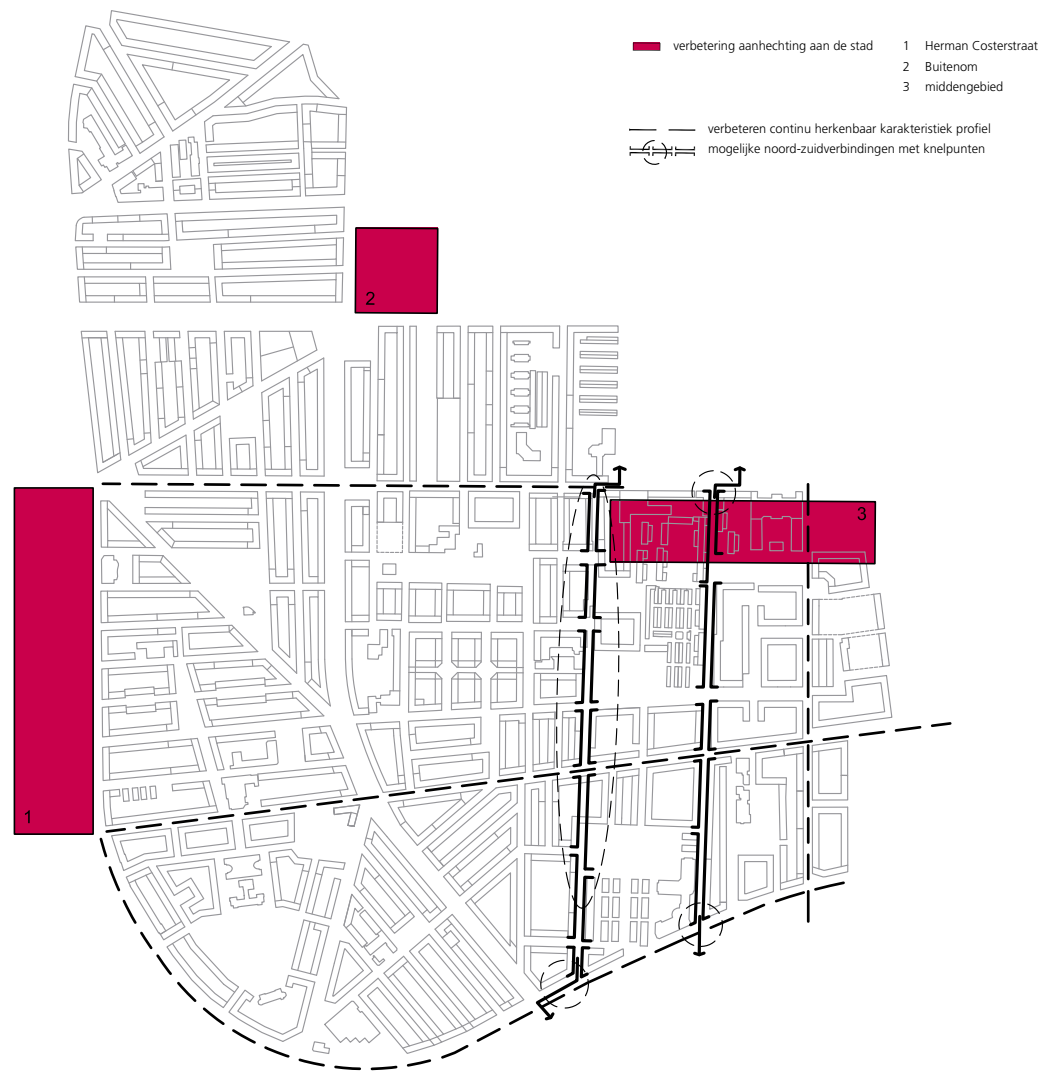 verbetering aanhechting aan de stad
1 Herman Costerstraat
2 Buitenom
3 middengebied
verbeteren continu herkenbaar karakteristiek profiel
mogelijke noord-zuidverbindingen met knelpunten
2
3
1